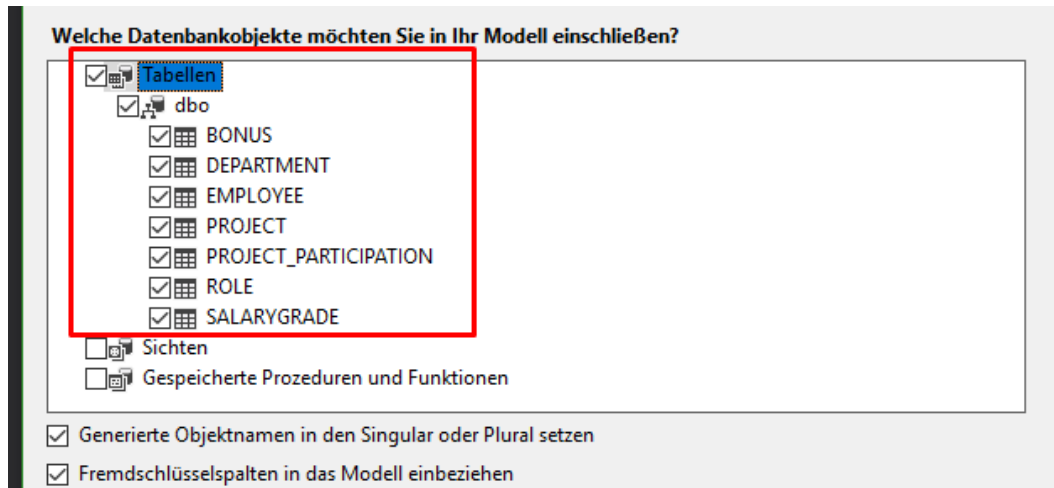 Welche Datenbankobjekte möchten Sie in Ihr Modell einschließen?
Tabellen
dbo
BONUS
DEPARTMENT
EMPLOYEE
PROJECT
PROJECT_PARTICIPATION
ROLE
SALARYGRADE
Sichten
Gespeicherte Prozeduren und Funktionen
Generierte Objektnamen in den Singular oder Plural setzen
Fremdschlüsselspalten in das Modell einbeziehen